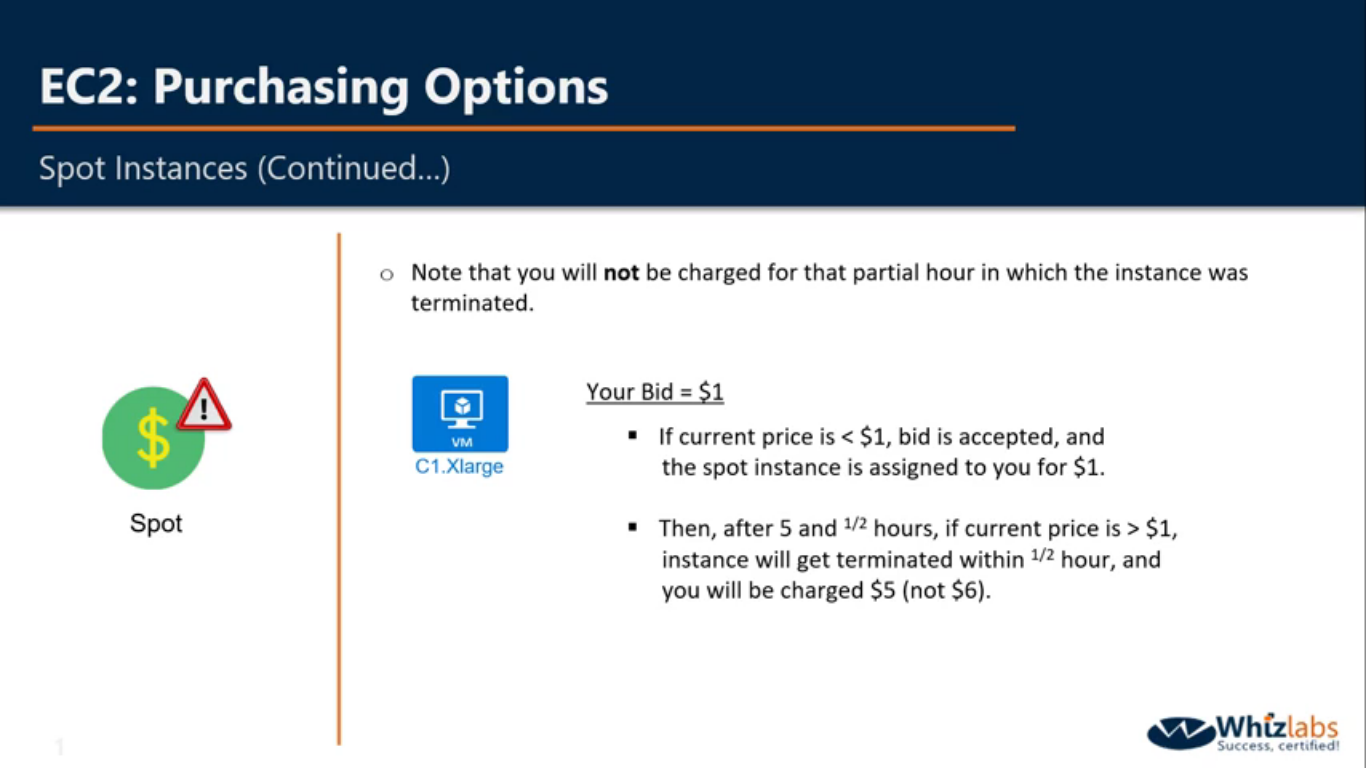 EC2: Purchasing Options
Spot Instances (Continued...)
o Note that you will not be charged for that partial hour in which the instance was
terminated.
VM
C1.Xlarge
Spot
Your Bid = $1
▪ If current price is < $1, bid is accepted, and
the spot instance is assigned to you for $1.
▪ Then, after 5 and 1/2 hours, if current price is > $1,
instance will get terminated within 1/2 hour, and
you will be charged $5 (not $6).
1
Whizlabs
Success, certified!